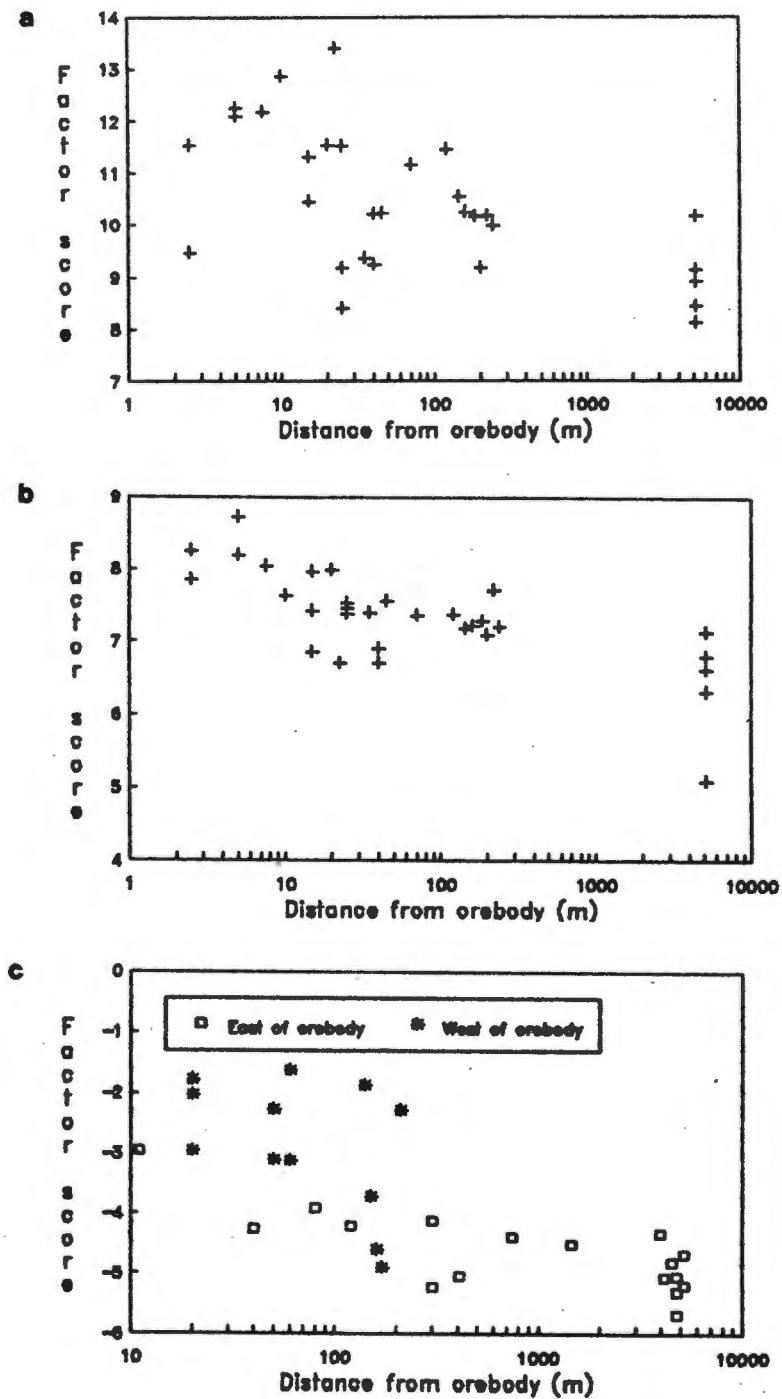 a
Factor score
14
13
12
11
10
9
8
7
1 10 100 1000 10000
Distance from orebody (m)
b
Factor score
9
8
7
6
5
4
1 10 100 1000 10000
Distance from orebody (m)
c
Factor score
0
-1
-2
-3
-4
-5
-6
East of orebody West of orebody
10 100 1000 10000
Distance from orebody (m)